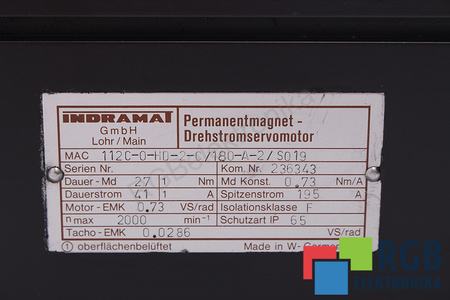 INDRAMAT
GmbH
Lohr / Main
Permanentmagnet -
Drehstromservomotor
MAC 112C-0-HD-2-C/180-A-2/S019
Serien Nr. Kom. Nr. 236343
Dauer - Md 27 1 Nm Md Konst. 0.73 Nm/A
Dauerstrom 41 1 A Spitzenstr. 195 A
Motor - EMK 0.73 VS/rad Isolationsklasse F
n max 2000 min⁻¹ Schutzart IP 65
Tacho - EMK 0.0286 VS/rad
① oberflächenbelüftet Made in W-
RGB
ELEKTRONIKA